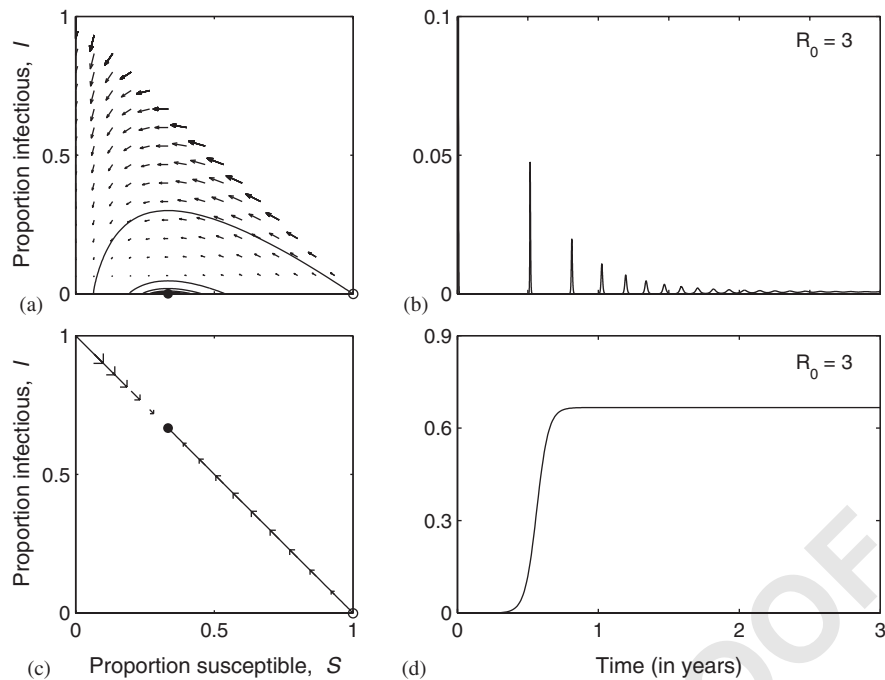 1
0.5
0
Proportion infectious, I
(a)
0.1
0.05
0
R0 = 3
(b)
1
0.5
0
0
0.5
1
Proportion infectious, I
(c)
Proportion susceptible, S
0.9
0.6
0.3
0
0
1
2
3
R0 = 3
(d)
Time (in years)
OOF